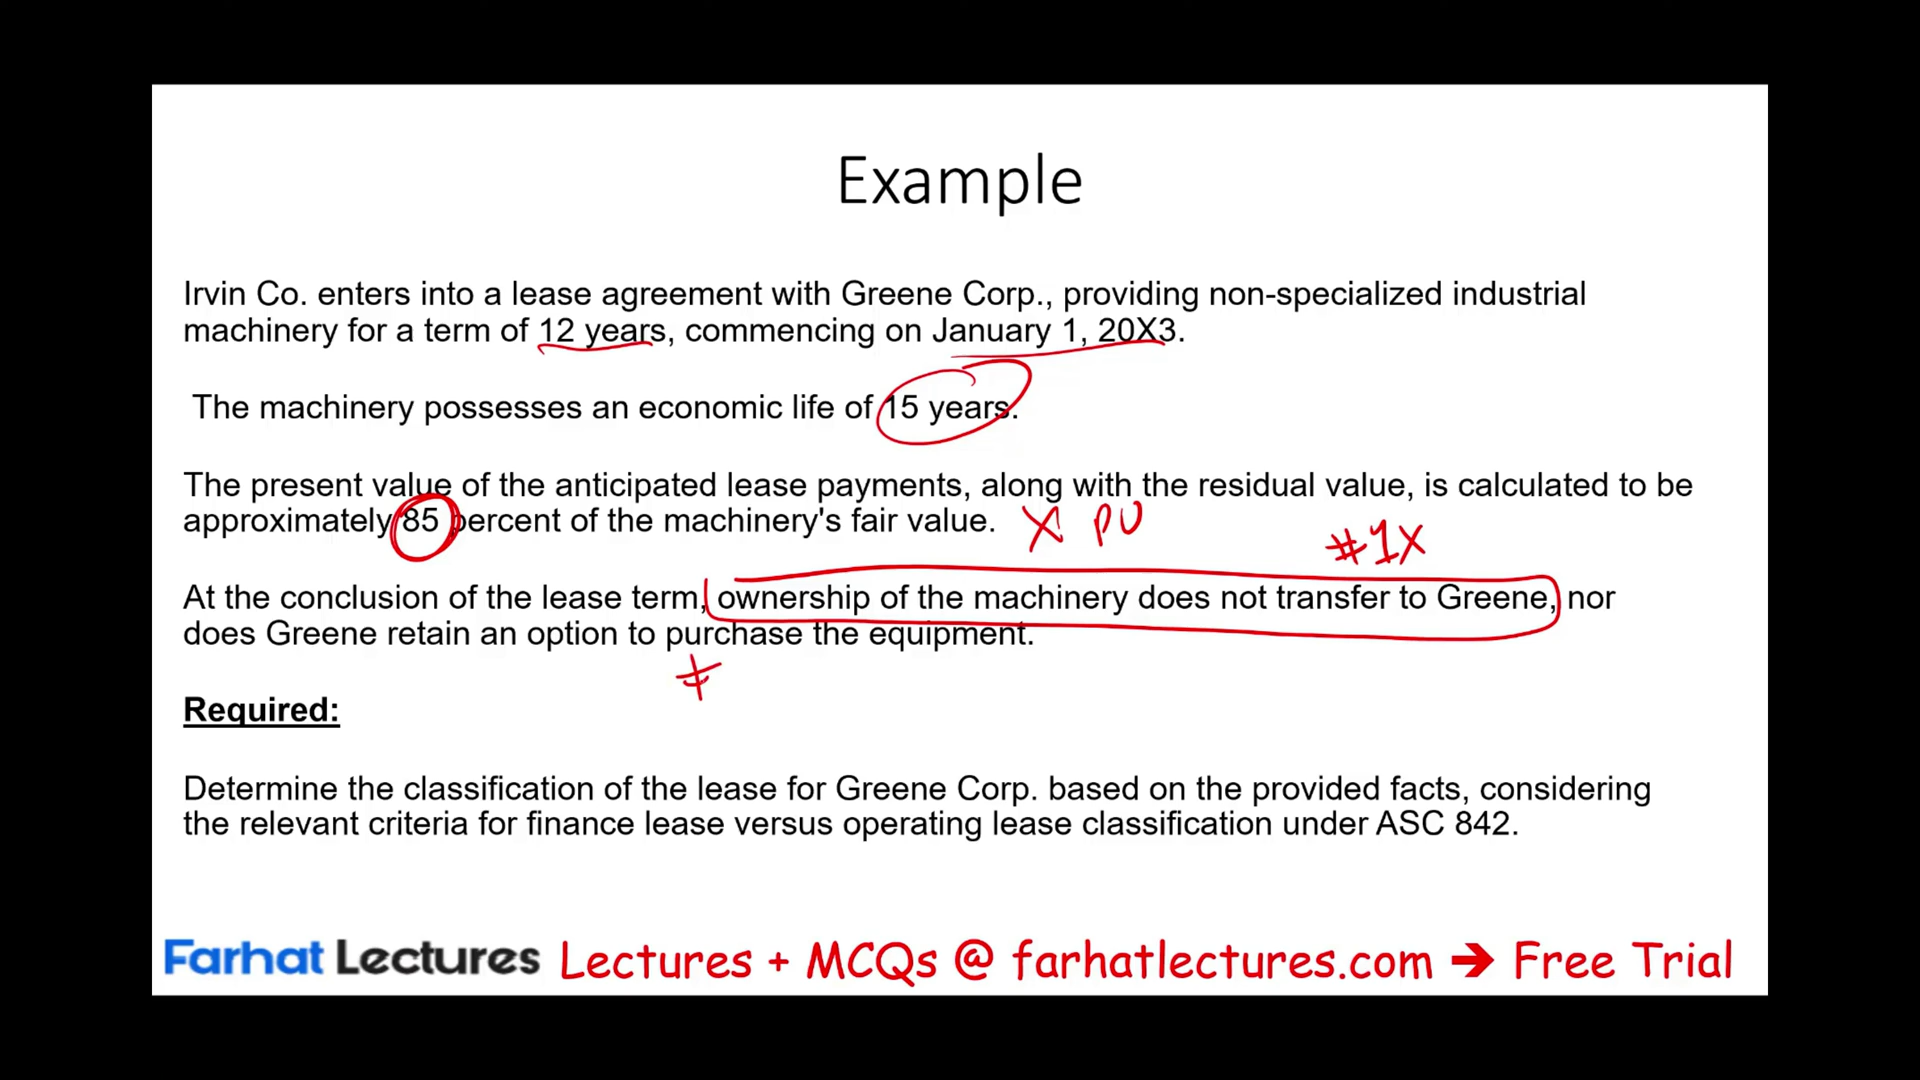 Example
Irvin Co. enters into a lease agreement with Greene Corp., providing non-specialized industrial
machinery for a term of 12 years, commencing on January 1, 20X3.
The machinery possesses an economic life of 15 years.
The present value of the anticipated lease payments, along with the residual value, is calculated to be
approximately 85 percent of the machinery's fair value. X PV
#1X
At the conclusion of the lease term, ownership of the machinery does not transfer to Greene, nor
does Greene retain an option to purchase the equipment.
Required:
Determine the classification of the lease for Greene Corp. based on the provided facts, considering
the relevant criteria for finance lease versus operating lease classification under ASC 842.
Farhat Lectures Lectures + MCQs @ farhatlectures.com → Free Trial